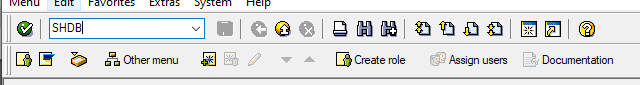 Menu Edit Favorites Extras System Help
SHDB
Other menu Create role Assign users Documentation